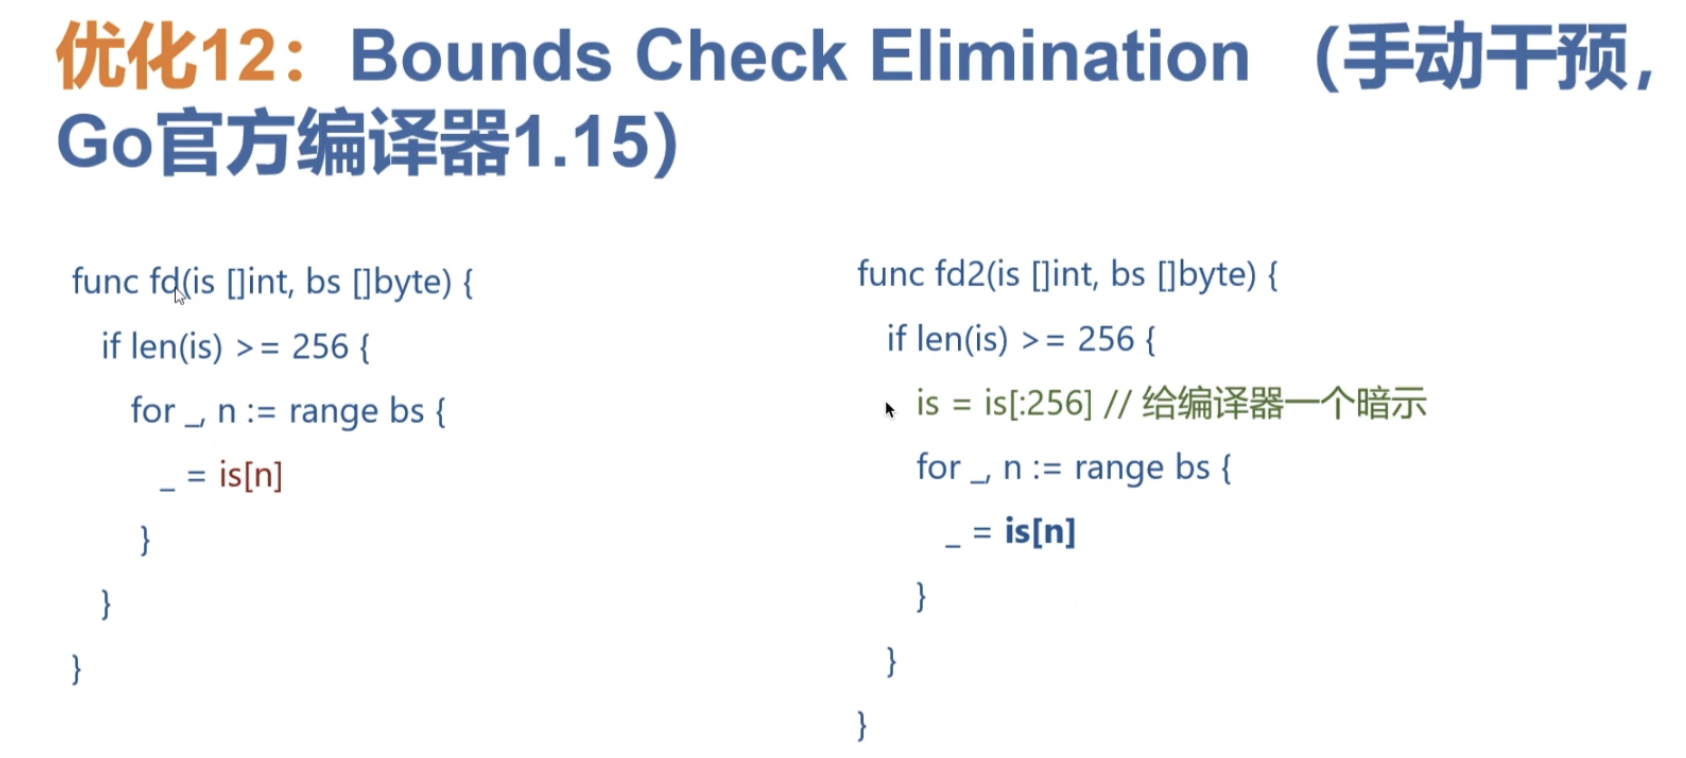 优化12：Bounds Check Elimination （手动干预，
Go官方编译器1.15）
func fd(is []int, bs []byte) {
if len(is) >= 256 {
for _, n := range bs {
_ = is[n]
}
}
}
func fd2(is []int, bs []byte) {
if len(is) >= 256 {
is = is[:256] // 给编译器一个暗示
for _, n := range bs {
_ = is[n]
}
}
}